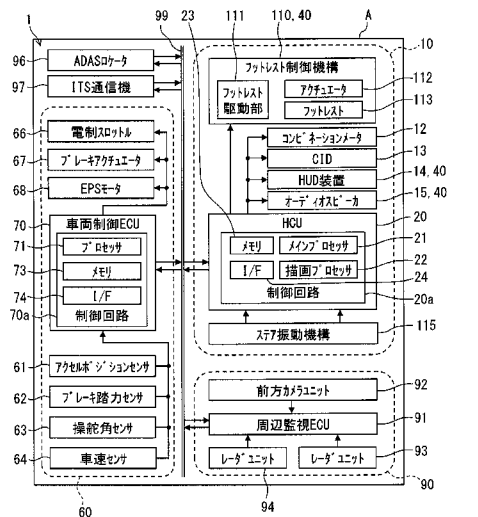 1
99
23
111
110, 40
A
10
96
ADASロケータ
97
ITS通信機
フットレスト制御機構
フットレスト
駆動部
アクチュエータ
112
フットレスト
113
66
電制スロットル
67
ブレーキアクチュエータ
68
EPSモータ
コンビネーションメータ
12
CID
13
HUD装置
14, 40
オーディオスピーカ
15, 40
70
車両制御ECU
71
プロセッサ
73
メモリ
74
I/F
70a
制御回路
HCU
20
メモリ
メインプロセッサ
21
I/F
描画プロセッサ
22
24
制御回路
20a
ステア振動機構
115
61
アクセルポジションセンサ
62
ブレーキ踏力センサ
63
操舵角センサ
64
車速センサ
60
前方カメラユニット
92
周辺監視ECU
91
レーダユニット
レーダユニット
93
94
90